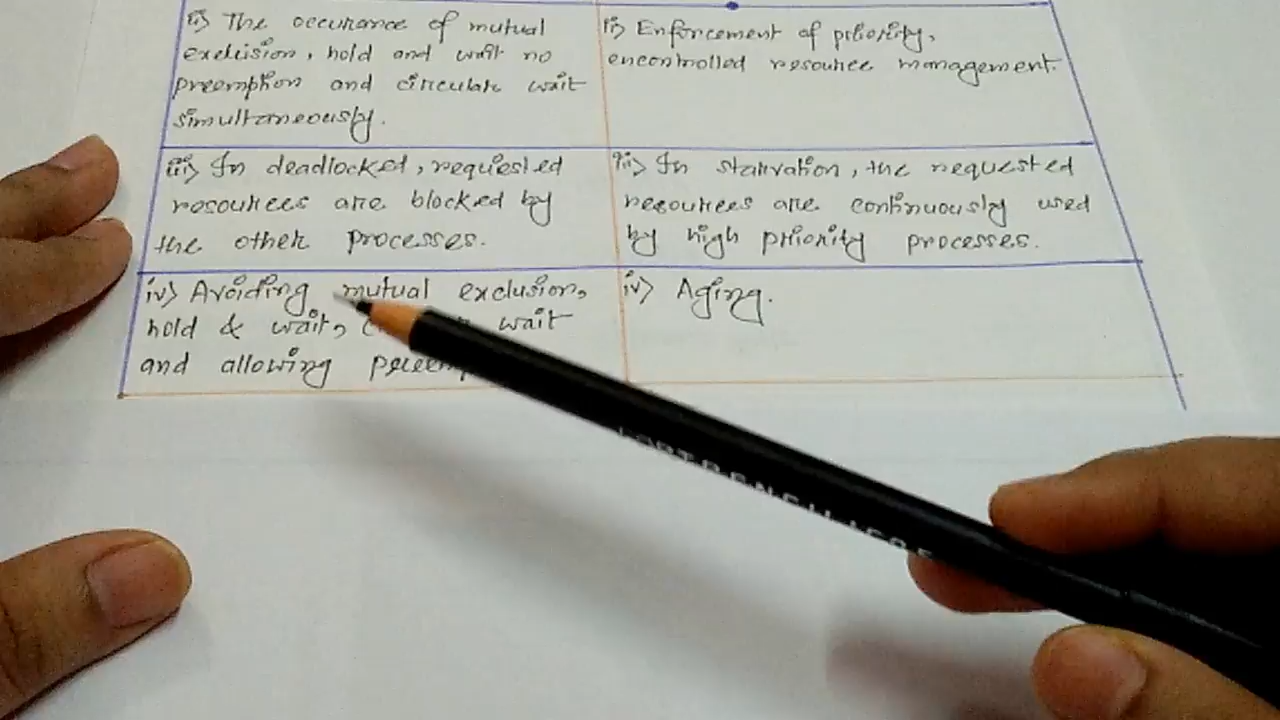 ii) The occurance of mutual
exclusion, hold and wait no
preemption and circular wait
simultaneously.
ii) Enforcement of priority,
encontrolled resource management.
iii) In deadlocked, requested
resources are blocked by
the other processes.
iii) In starvation, the requested
resources are continuously used
by high priority processes.
iv) Avoiding mutual exclusion,
hold & wait, wait
and allowing
iv) Aging.